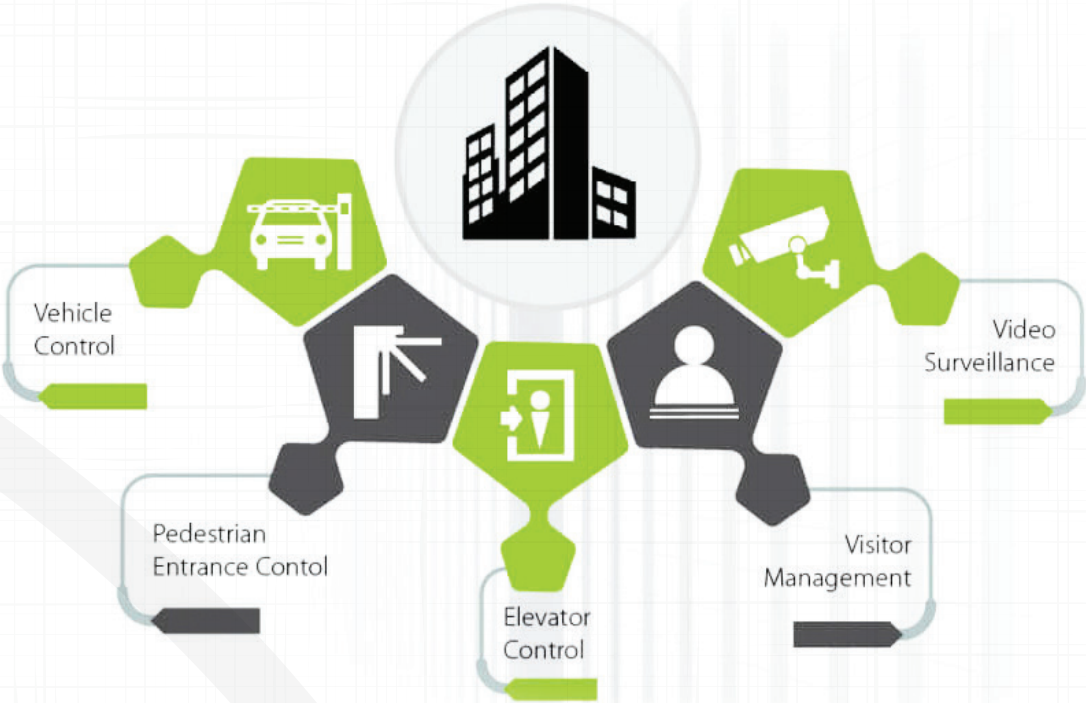 Vehicle
Control
Video
Surveillance
Pedestrian
Entrance Contol
Visitor
Management
Elevator
Control